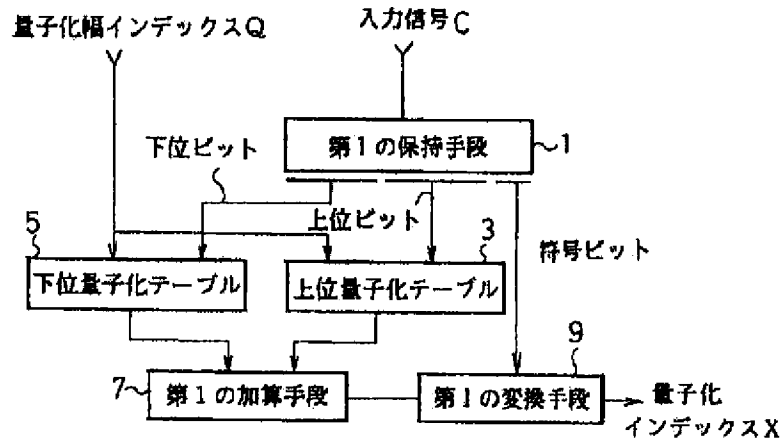 量子化幅インデックスQ
入力信号C
第1の保持手段
1
下位ビット
上位ビット
符号ビット
5
下位量子化テーブル
3
上位量子化テーブル
7
第1の加算手段
9
第1の変換手段
量子化
インデックスX